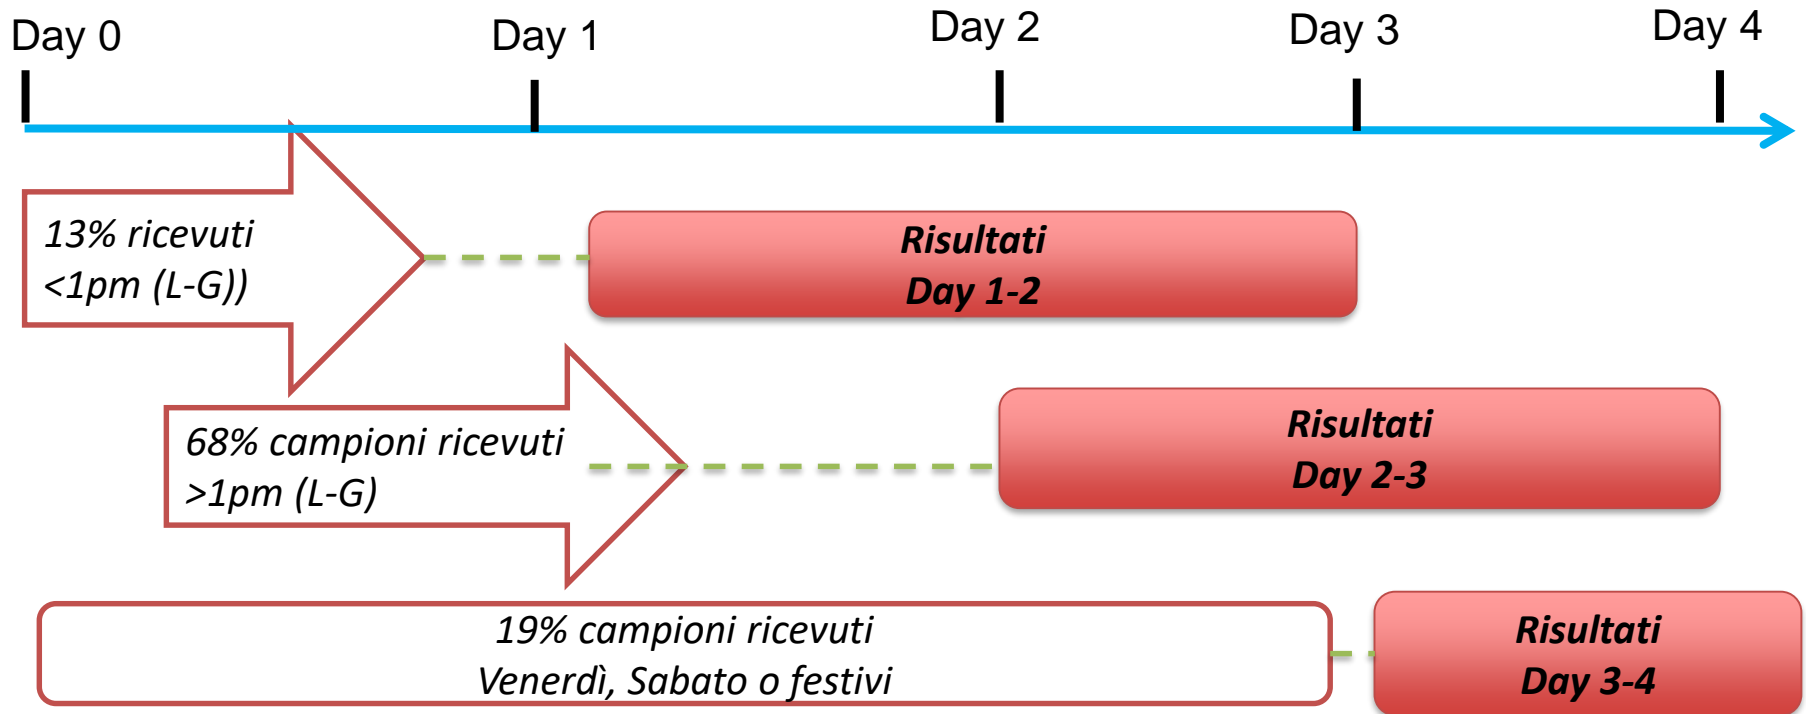 Day 0
Day 1
Day 2
Day 3
Day 4
13% ricevuti
<1pm (L-G))
Risultati
Day 1-2
68% campioni ricevuti
>1pm (L-G)
Risultati
Day 2-3
19% campioni ricevuti
Venerdì, Sabato o festivi
Risultati
Day 3-4